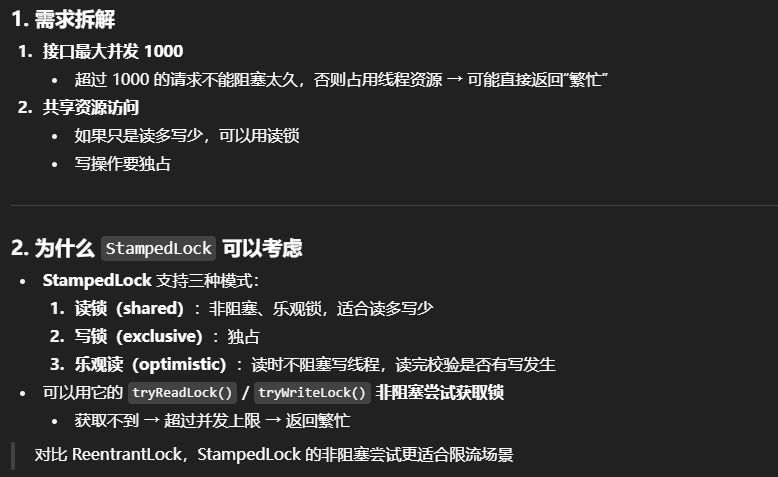 1. 需求拆解
1. 接口最大并发 1000
• 超过 1000 的请求不能阻塞太久，否则占用线程资源 → 可能直接返回“繁忙”
2. 共享资源访问
• 如果只是读多写少，可以用读锁
• 写操作要独占
2. 为什么 StampedLock 可以考虑
• StampedLock 支持三种模式：
1. 读锁（shared）：非阻塞、乐观锁，适合读多写少
2. 写锁（exclusive）：独占
3. 乐观读（optimistic）：读时不阻塞写线程，读完校验是否有写发生
• 可以用它的 tryReadLock() / tryWriteLock() 非阻塞尝试获取锁
• 获取不到 → 超过并发上限 → 返回繁忙
对比 ReentrantLock，StampedLock 的非阻塞尝试更适合限流场景